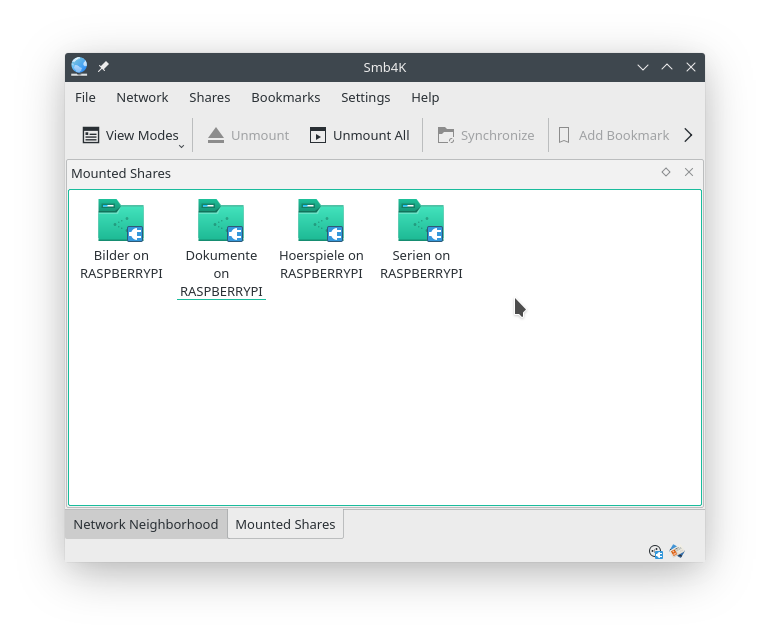 Smb4K
File Network Shares Bookmarks Settings Help
View Modes Unmount Unmount All Synchronize Add Bookmark
Mounted Shares
Bilder on
RASPBERRYPI
Dokumente
on
RASPBERRYPI
Hoerspiele on
RASPBERRYPI
Serien on
RASPBERRYPI
Network Neighborhood Mounted Shares